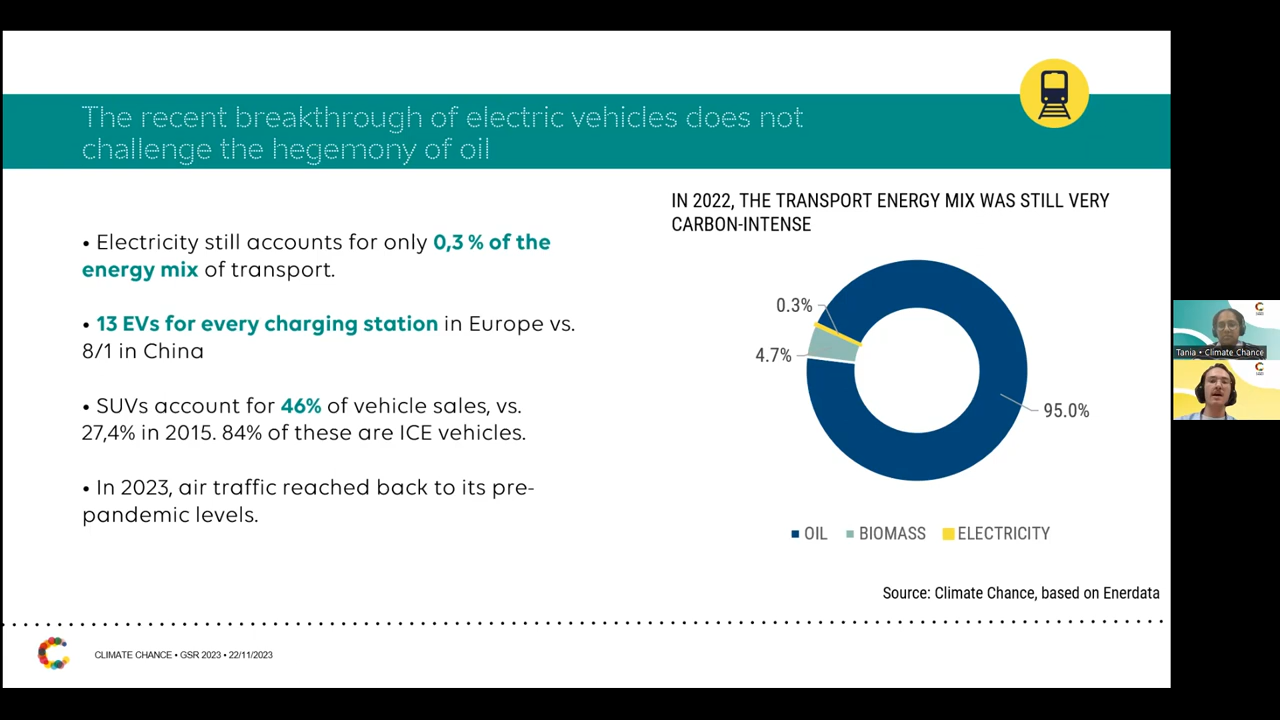 The recent breakthrough of electric vehicles does not
challenge the hegemony of oil
• Electricity still accounts for only 0,3 % of the
energy mix of transport.
• 13 EVs for every charging station in Europe vs.
8/1 in China
• SUVs account for 46% of vehicle sales, vs.
27,4% in 2015. 84% of these are ICE vehicles.
• In 2023, air traffic reached back to its pre-
pandemic levels.
IN 2022, THE TRANSPORT ENERGY MIX WAS STILL VERY
CARBON-INTENSE
0.3%
4.7%
95.0%
OIL BIOMASS ELECTRICITY
Source: Climate Chance, based on Enerdata
CLIMATE CHANCE • GSR 2023 • 22/11/2023
Tania • Climate Chance